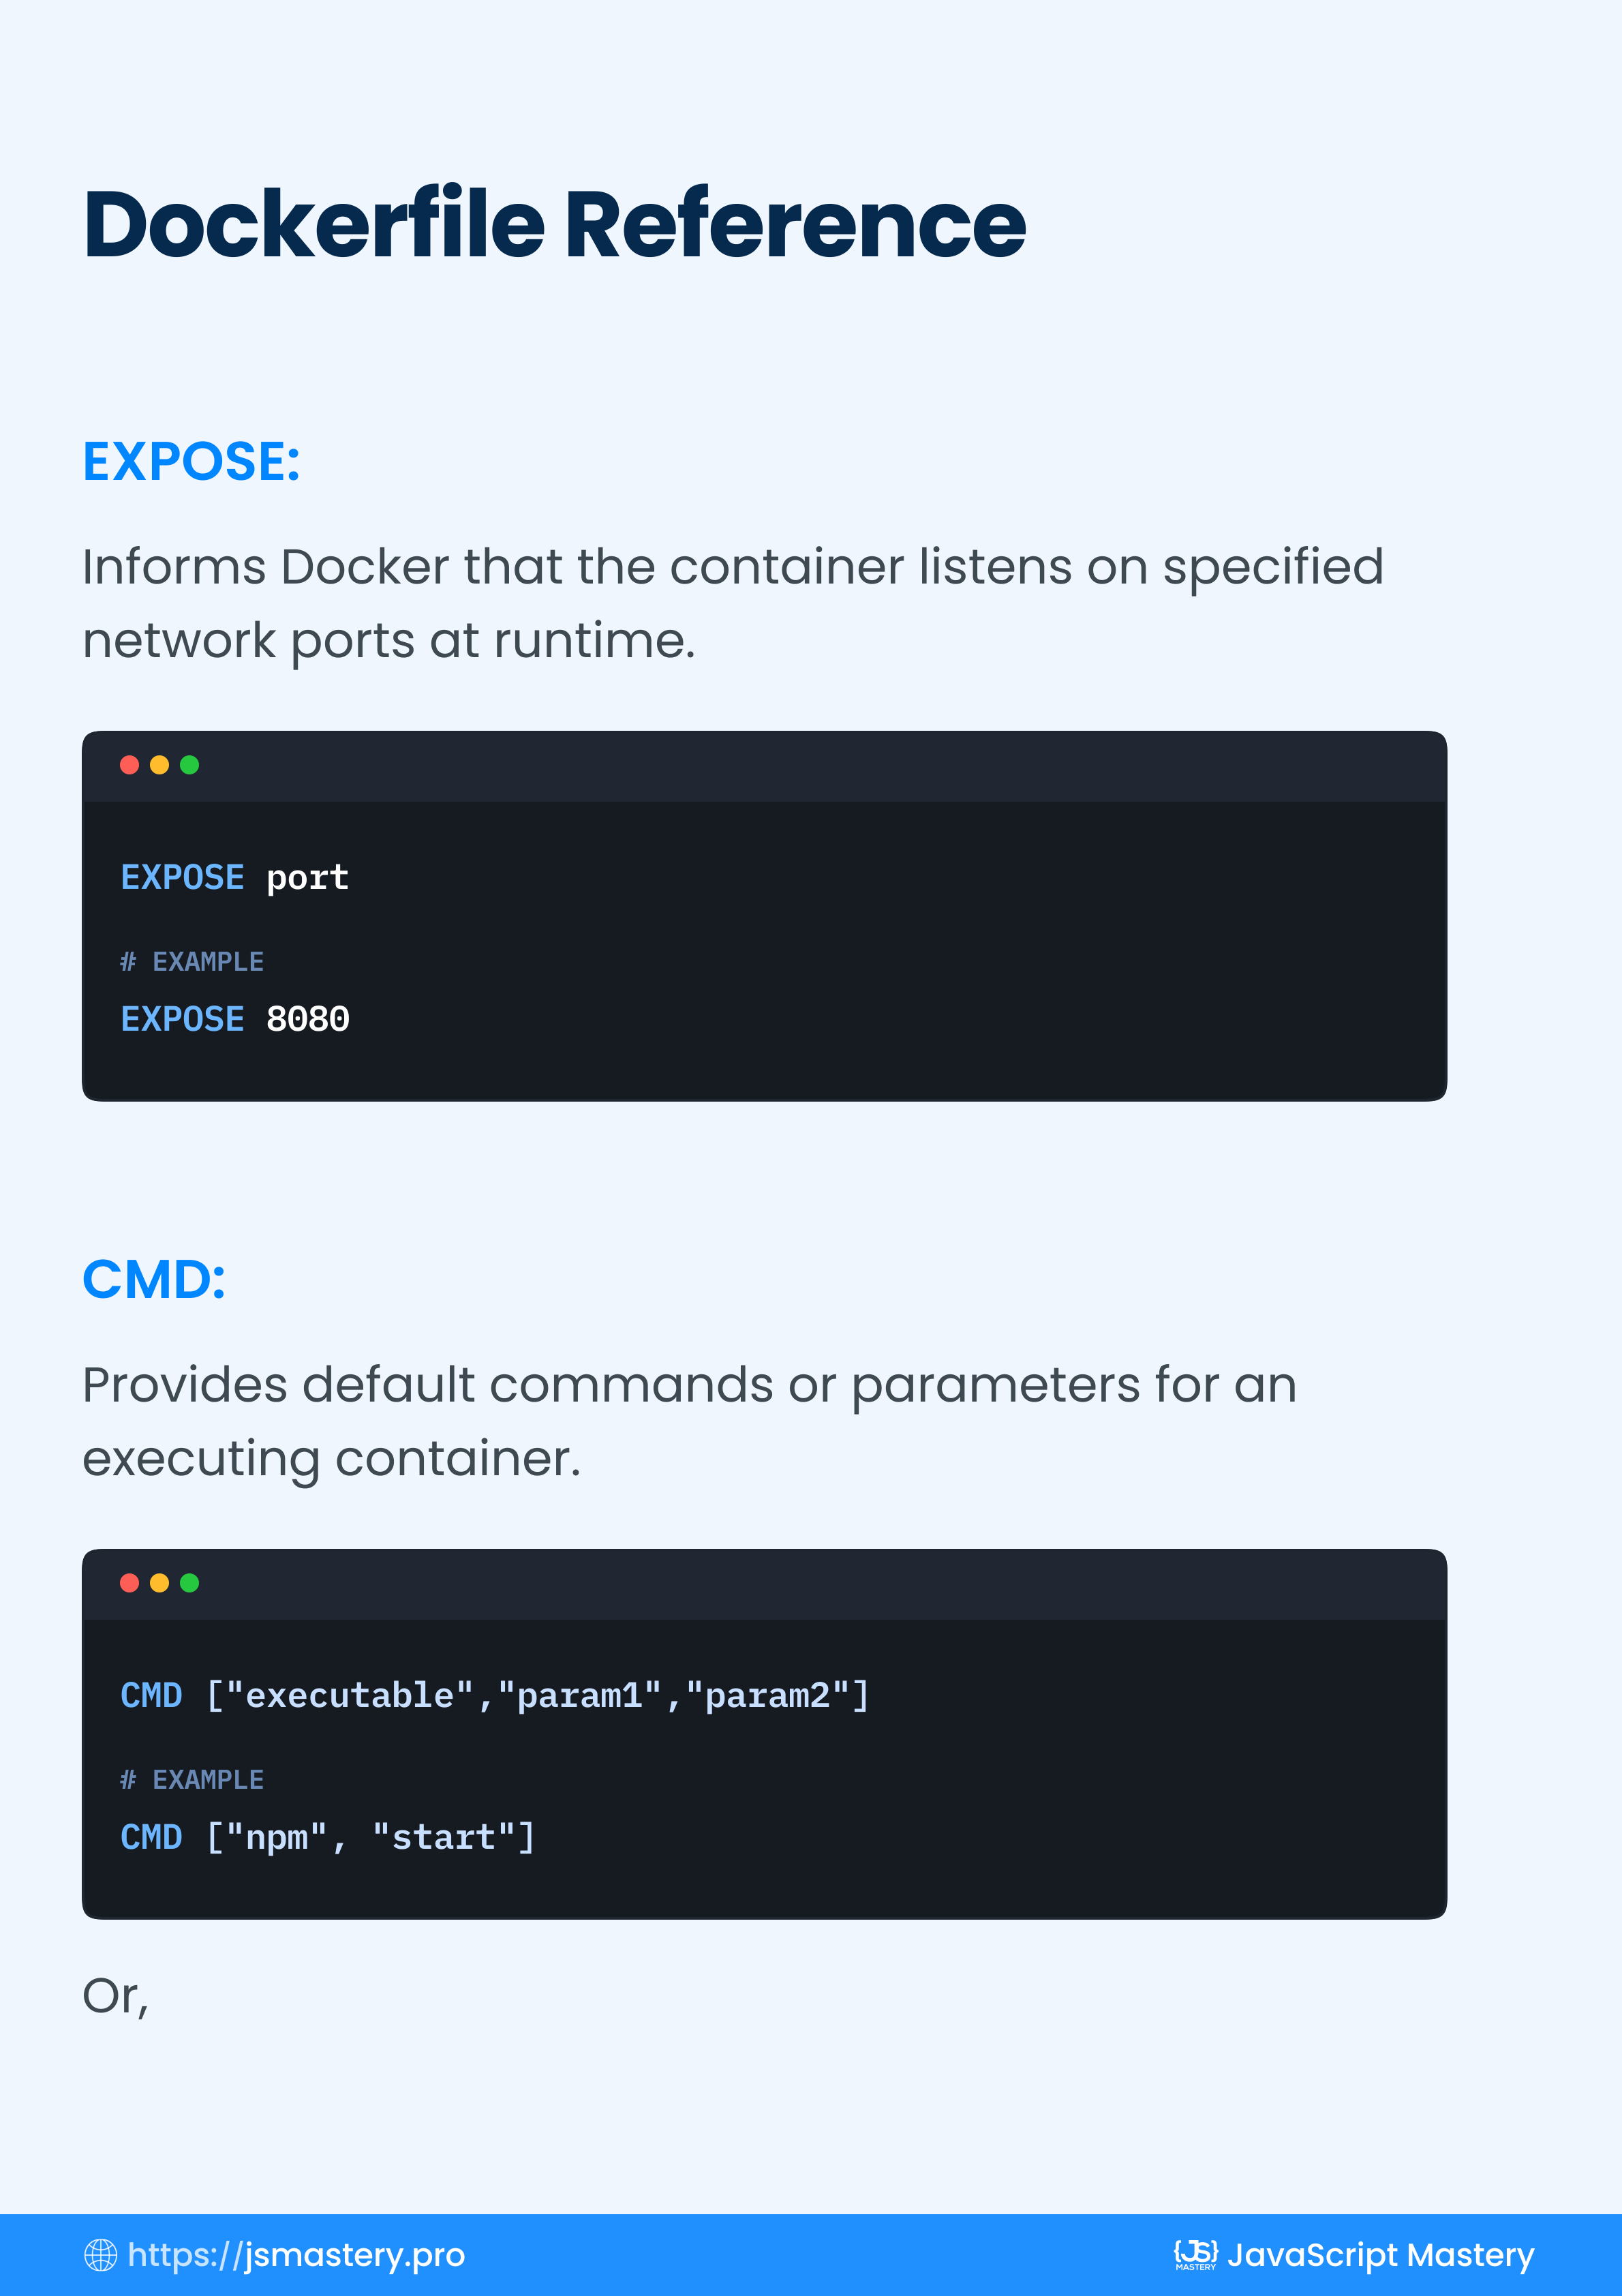 Dockerfile Reference
EXPOSE:
Informs Docker that the container listens on specified
network ports at runtime.
EXPOSE port
# EXAMPLE
EXPOSE 8080
CMD:
Provides default commands or parameters for an
executing container.
CMD ["executable","param1","param2"]
# EXAMPLE
CMD ["npm", "start"]
Or,
https://jsmastery.pro
{JS} MASTERY JavaScript Mastery